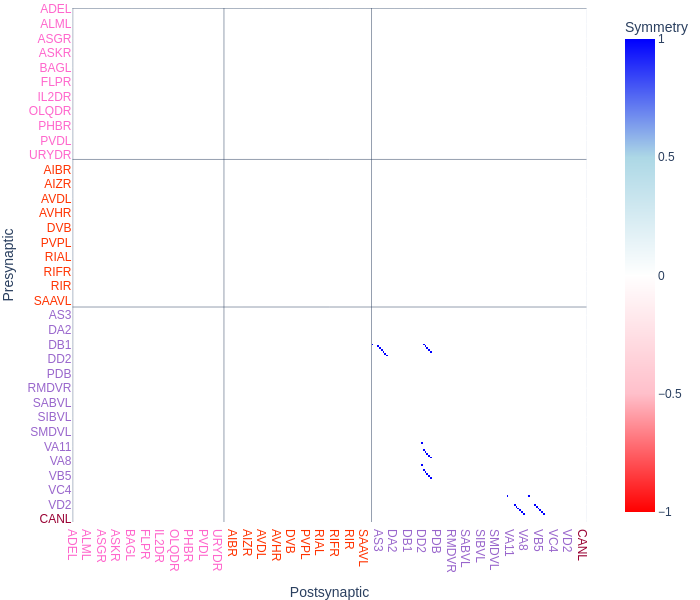 Symmetry
ADEL
ALML
ASGR
ASKR
BAGL
FLPR
IL2DR
OLQDR
PHBR
PVDL
URYDR
AIBR
AIZR
AVDL
AVHR
DVB
PVPL
RIAL
RIFR
RIR
SAAVL
AS3
DA2
DB1
DD2
PDB
RMDVR
SABVL
SIBVL
SMDVL
VA11
VA8
VB5
VC4
VD2
CANL
Presynaptic
1
0.5
0
−0.5
−1
ADEL
ALML
ASGR
ASKR
BAGL
FLPR
IL2DR
OLQDR
PHBR
PVDL
URYDR
AIBR
AIZR
AVDL
AVHR
DVB
PVPL
RIAL
RIFR
RIR
SAAVL
AS3
DA2
DB1
DD2
PDB
RMDVR
SABVL
SIBVL
SMDVL
VA11
VA8
VB5
VC4
VD2
CANL
Postsynaptic